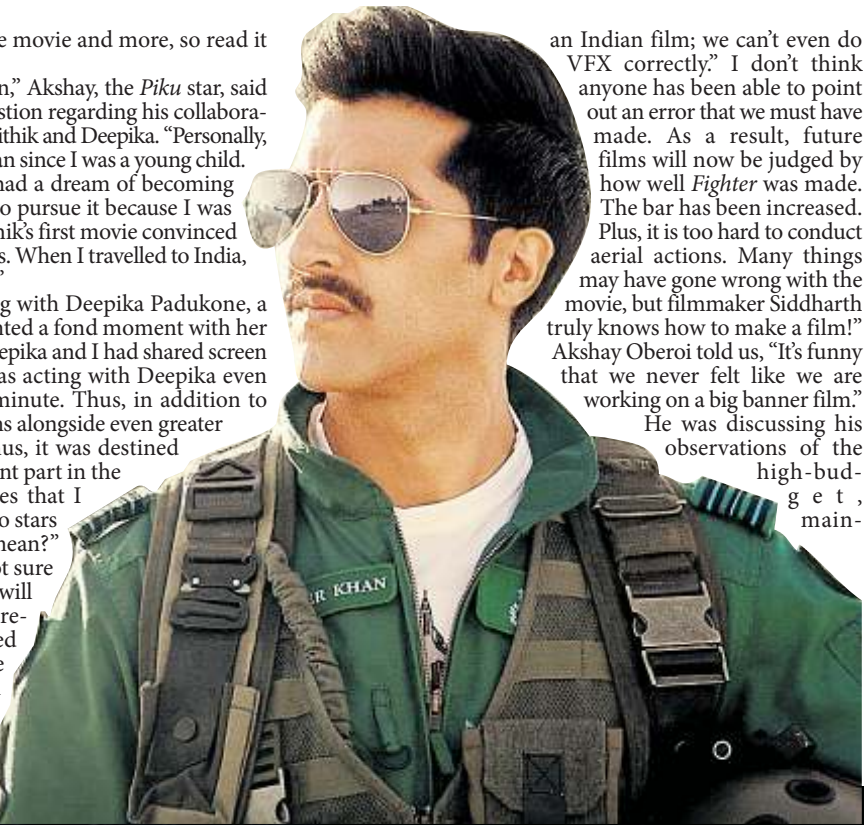 e movie and more, so read it
n,” Akshay, the Piku star, said
stion regarding his collabora-
ithik and Deepika. “Personally,
an since I was a young child.
had a dream of becoming
o pursue it because I was
hik’s first movie convinced
s. When I travelled to India,
”
g with Deepika Padukone, a
nted a fond moment with her
epika and I had shared screen
as acting with Deepika even
minute. Thus, in addition to
ns alongside even greater
nus, it was destined
ent part in the
es that I
o stars
mean?”
ot sure
will
re-
ed
e
an Indian film; we can’t even do
VFX correctly.” I don’t think
anyone has been able to point
out an error that we must have
made. As a result, future
films will now be judged by
how well Fighter was made.
The bar has been increased.
Plus, it is too hard to conduct
aerial actions. Many things
may have gone wrong with the
movie, but filmmaker Siddharth
truly knows how to make a film!”
Akshay Oberoi told us, “It’s funny
that we never felt like we are
working on a big banner film.”
He was discussing his
observations of the
high-bud-
get,
main-
ER KHAN